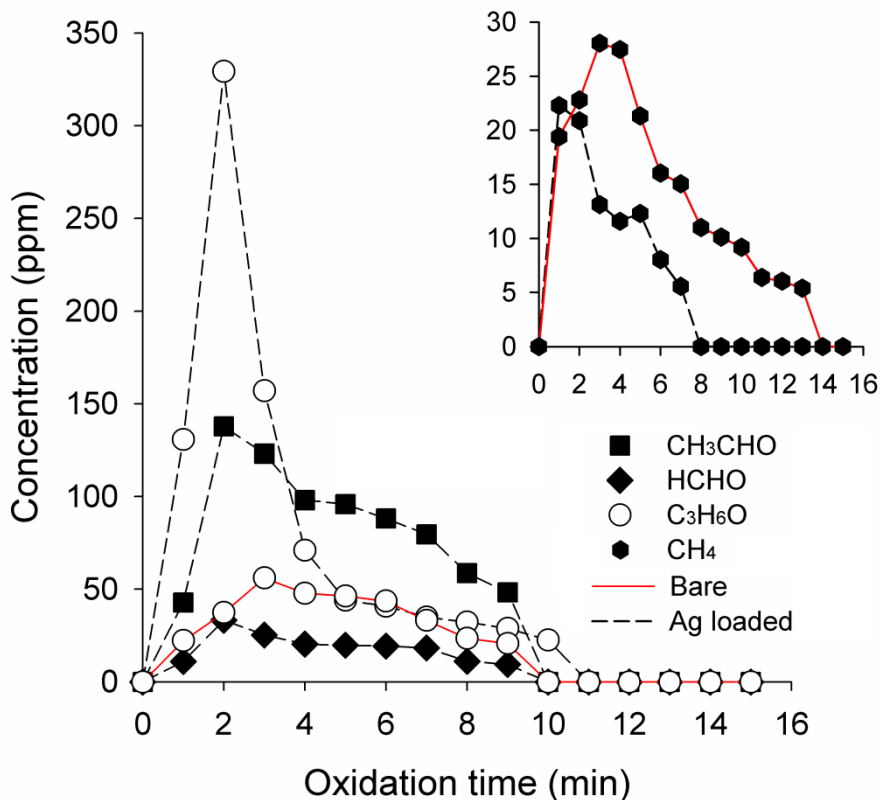 350
300
250
200
150
100
50
0
Concentration (ppm)
0 2 4 6 8 10 12 14 16
Oxidation time (min)
30
25
20
15
10
5
0
0 2 4 6 8 10 12 14 16
CH₃CHO
HCHO
C₃H₆O
CH₄
Bare
Ag loaded